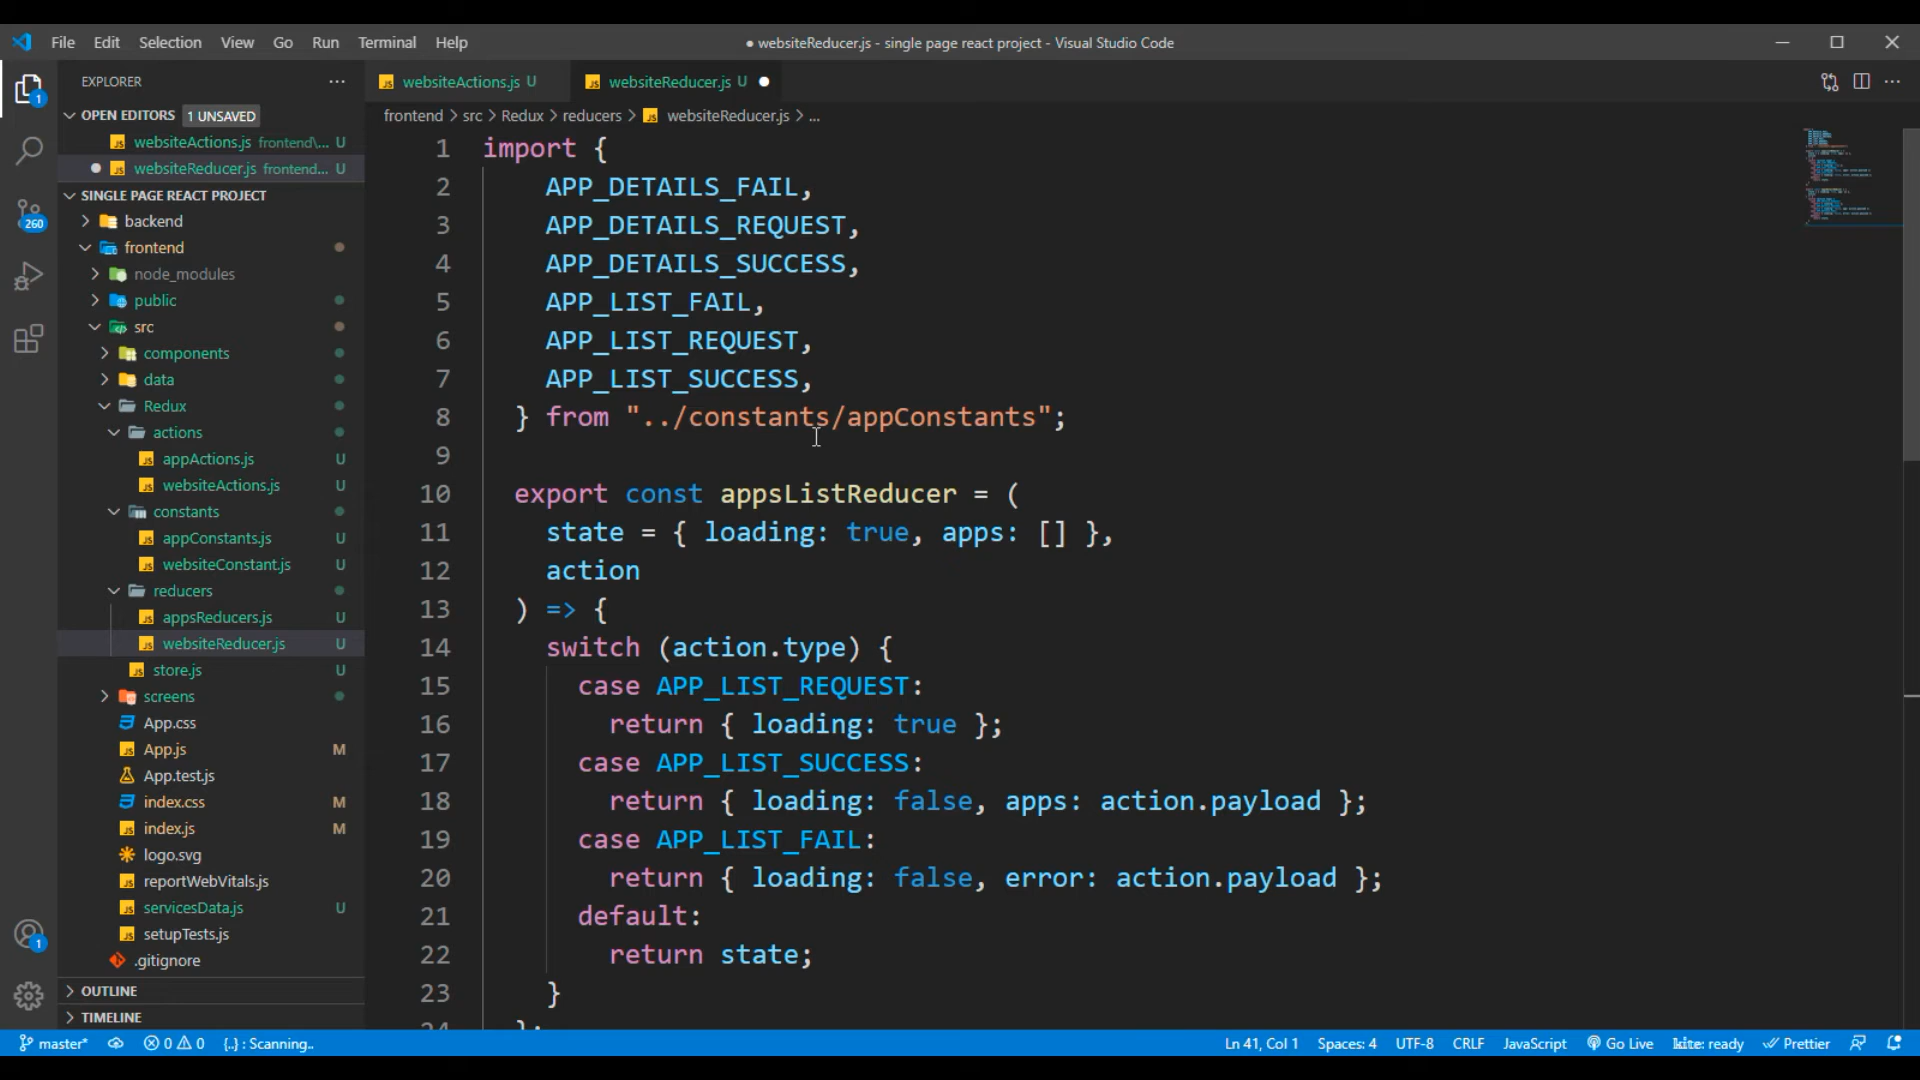 File Edit Selection View Go Run Terminal Help
● websiteReducer.js - single page react project - Visual Studio Code
EXPLORER
OPEN EDITORS 1 UNSAVED
websiteActions.js frontend\... U
websiteReducer.js frontend... U
SINGLE PAGE REACT PROJECT
backend
frontend
node_modules
public
src
components
data
Redux
actions
appActions.js U
websiteActions.js U
constants
appConstants.js U
websiteConstant.js U
reducers
appsReducers.js U
websiteReducer.js U
store.js U
screens
App.css
App.js M
App.test.js
index.css M
index.js M
logo.svg
reportWebVitals.js
servicesData.js U
setupTests.js
.gitignore
OUTLINE
TIMELINE
1
260
1
websiteActions.js U
websiteReducer.js U
frontend > src > Redux > reducers > websiteReducer.js > ...
1 import {
2 APP_DETAILS_FAIL,
3 APP_DETAILS_REQUEST,
4 APP_DETAILS_SUCCESS,
5 APP_LIST_FAIL,
6 APP_LIST_REQUEST,
7 APP_LIST_SUCCESS,
8 } from "../constants/appConstants";
9
10 export const appsListReducer = (
11 state = { loading: true, apps: [] },
12 action
13 ) => {
14 switch (action.type) {
15 case APP_LIST_REQUEST:
16 return { loading: true };
17 case APP_LIST_SUCCESS:
18 return { loading: false, apps: action.payload };
19 case APP_LIST_FAIL:
20 return { loading: false, error: action.payload };
21 default:
22 return state;
23 }
24 };
master* 0 0 {..} : Scanning..
Ln 41, Col 1 Spaces: 4 UTF-8 CRLF JavaScript Go Live kite: ready Prettier